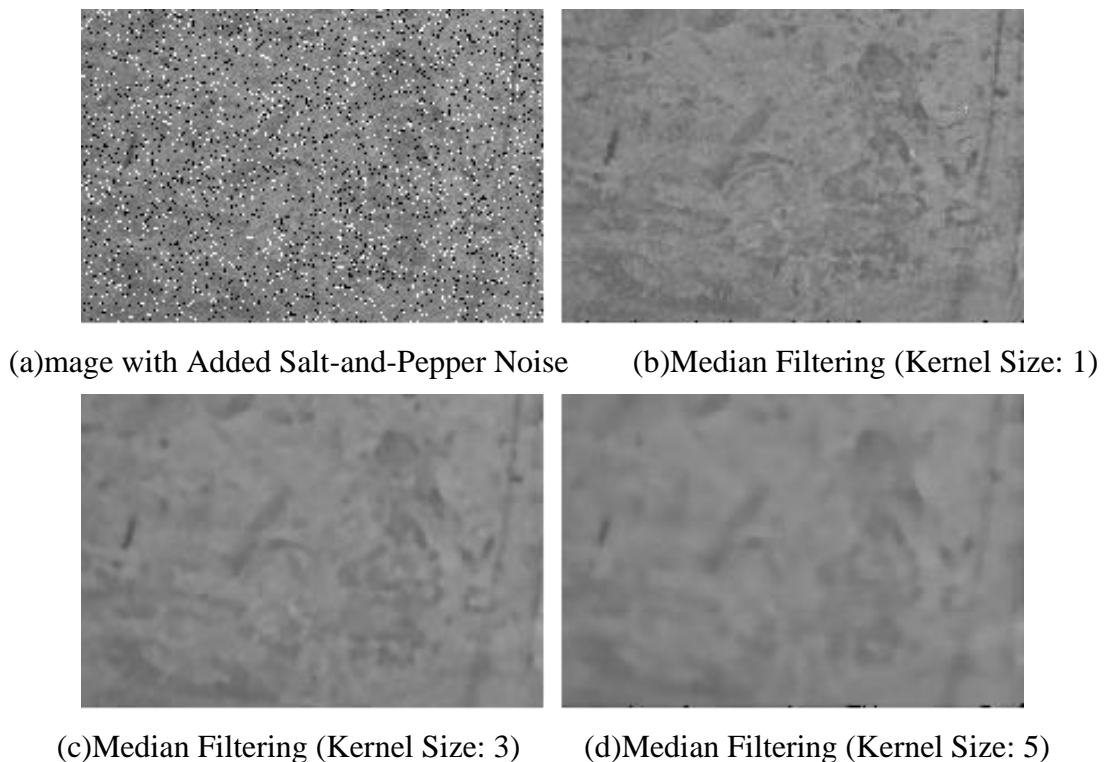 (a)mage with Added Salt-and-Pepper Noise
(b)Median Filtering (Kernel Size: 1)
(c)Median Filtering (Kernel Size: 3)
(d)Median Filtering (Kernel Size: 5)